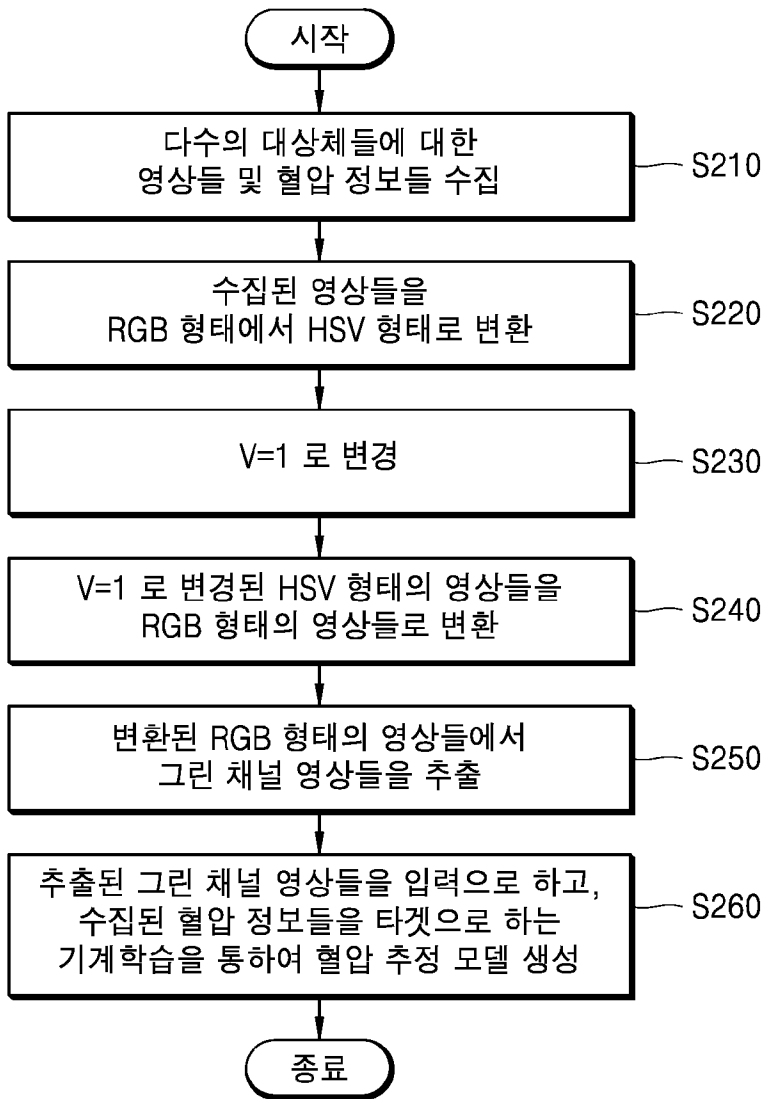 시작
다수의 대상체들에 대한
영상들 및 혈압 정보들 수집
S210
수집된 영상들을
RGB 형태에서 HSV 형태로 변환
S220
V=1 로 변경
S230
V=1 로 변경된 HSV 형태의 영상들을
RGB 형태의 영상들로 변환
S240
변환된 RGB 형태의 영상들에서
그린 채널 영상들을 추출
S250
추출된 그린 채널 영상들을 입력으로 하고,
수집된 혈압 정보들을 타겟으로 하는
기계학습을 통하여 혈압 추정 모델 생성
S260
종료